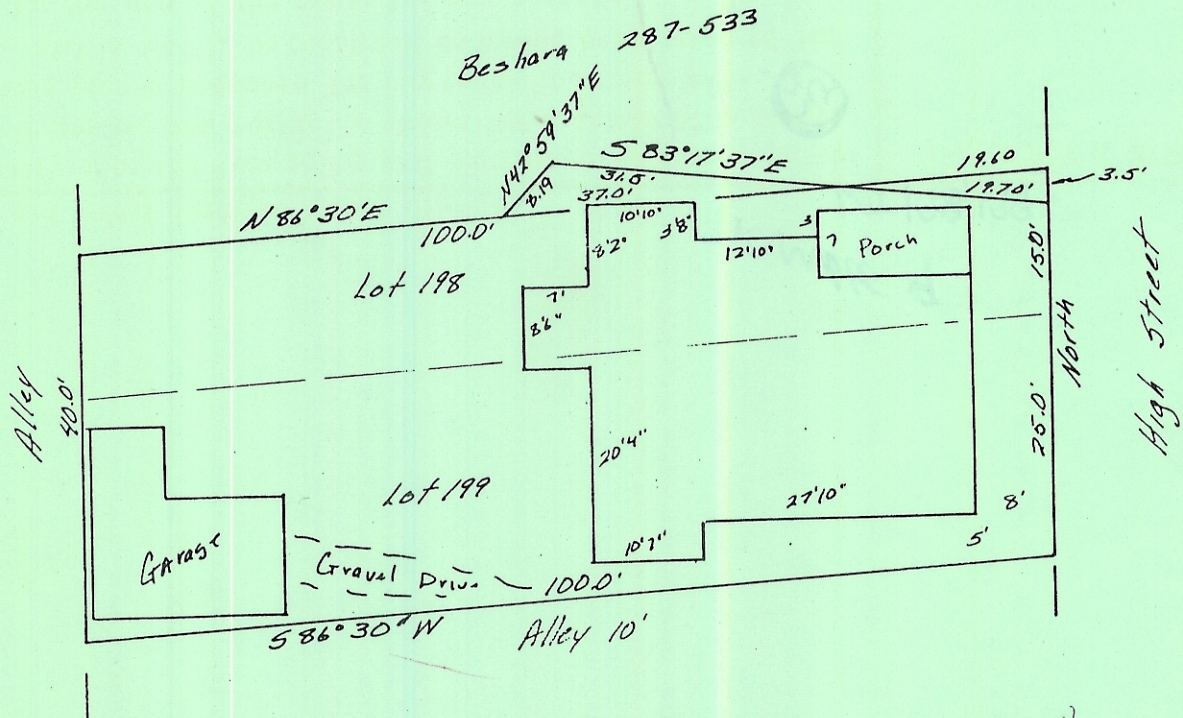 Beshara 287-533
N42°59'37"E
8.19
S 83°17'37"E
31.5'
37.0'
19.60
19.70'
3.5'
N 86°30'E
100.0'
10'10"
3'8"
8'2"
12'10"
3
7
Porch
15.0'
Lot 198
7'
8'6"
North
High Street
Alley
40.0'
25.0'
20'4"
Lot 199
27'10"
8'
5'
10'7"
Garage
Gravel Drive
100.0'
S 86°30" W
Alley 10'